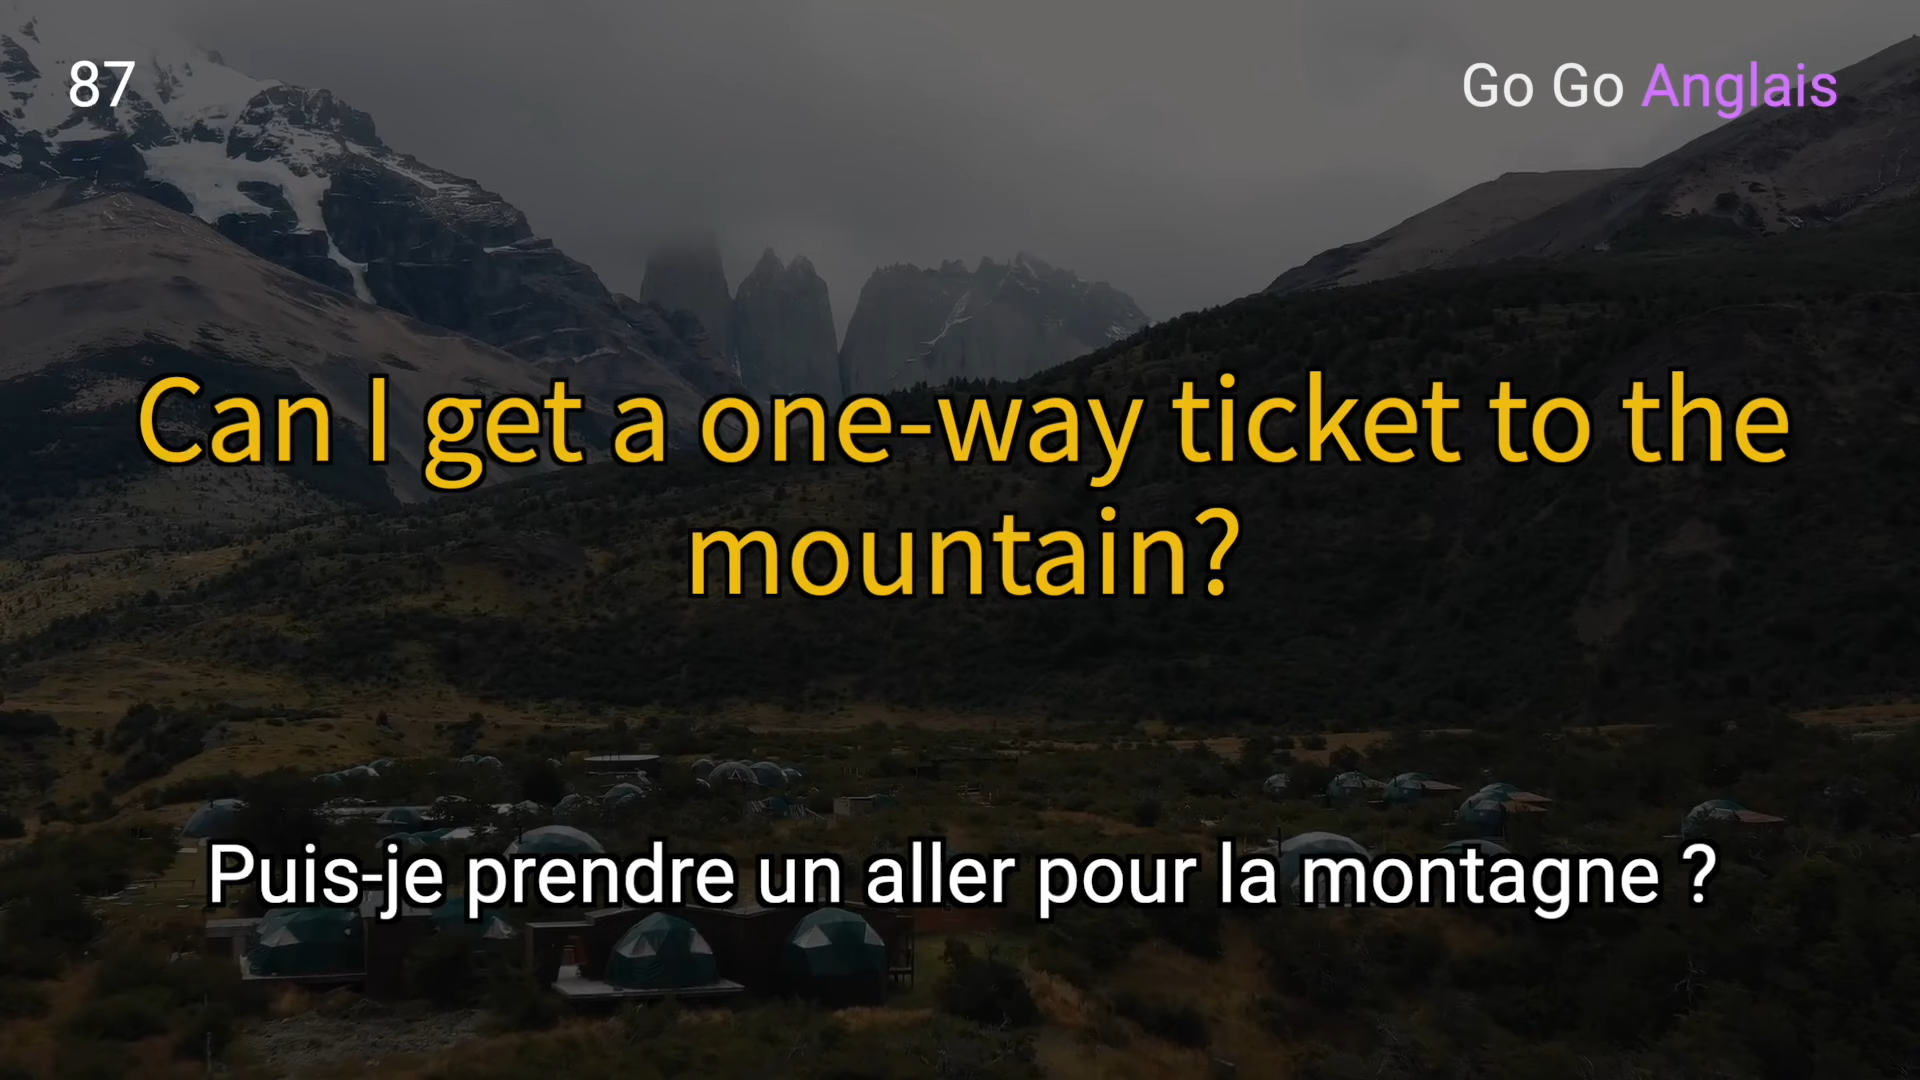 87
Go Go Anglais
Can I get a one-way ticket to the
mountain?
Puis-je prendre un aller pour la montagne ?